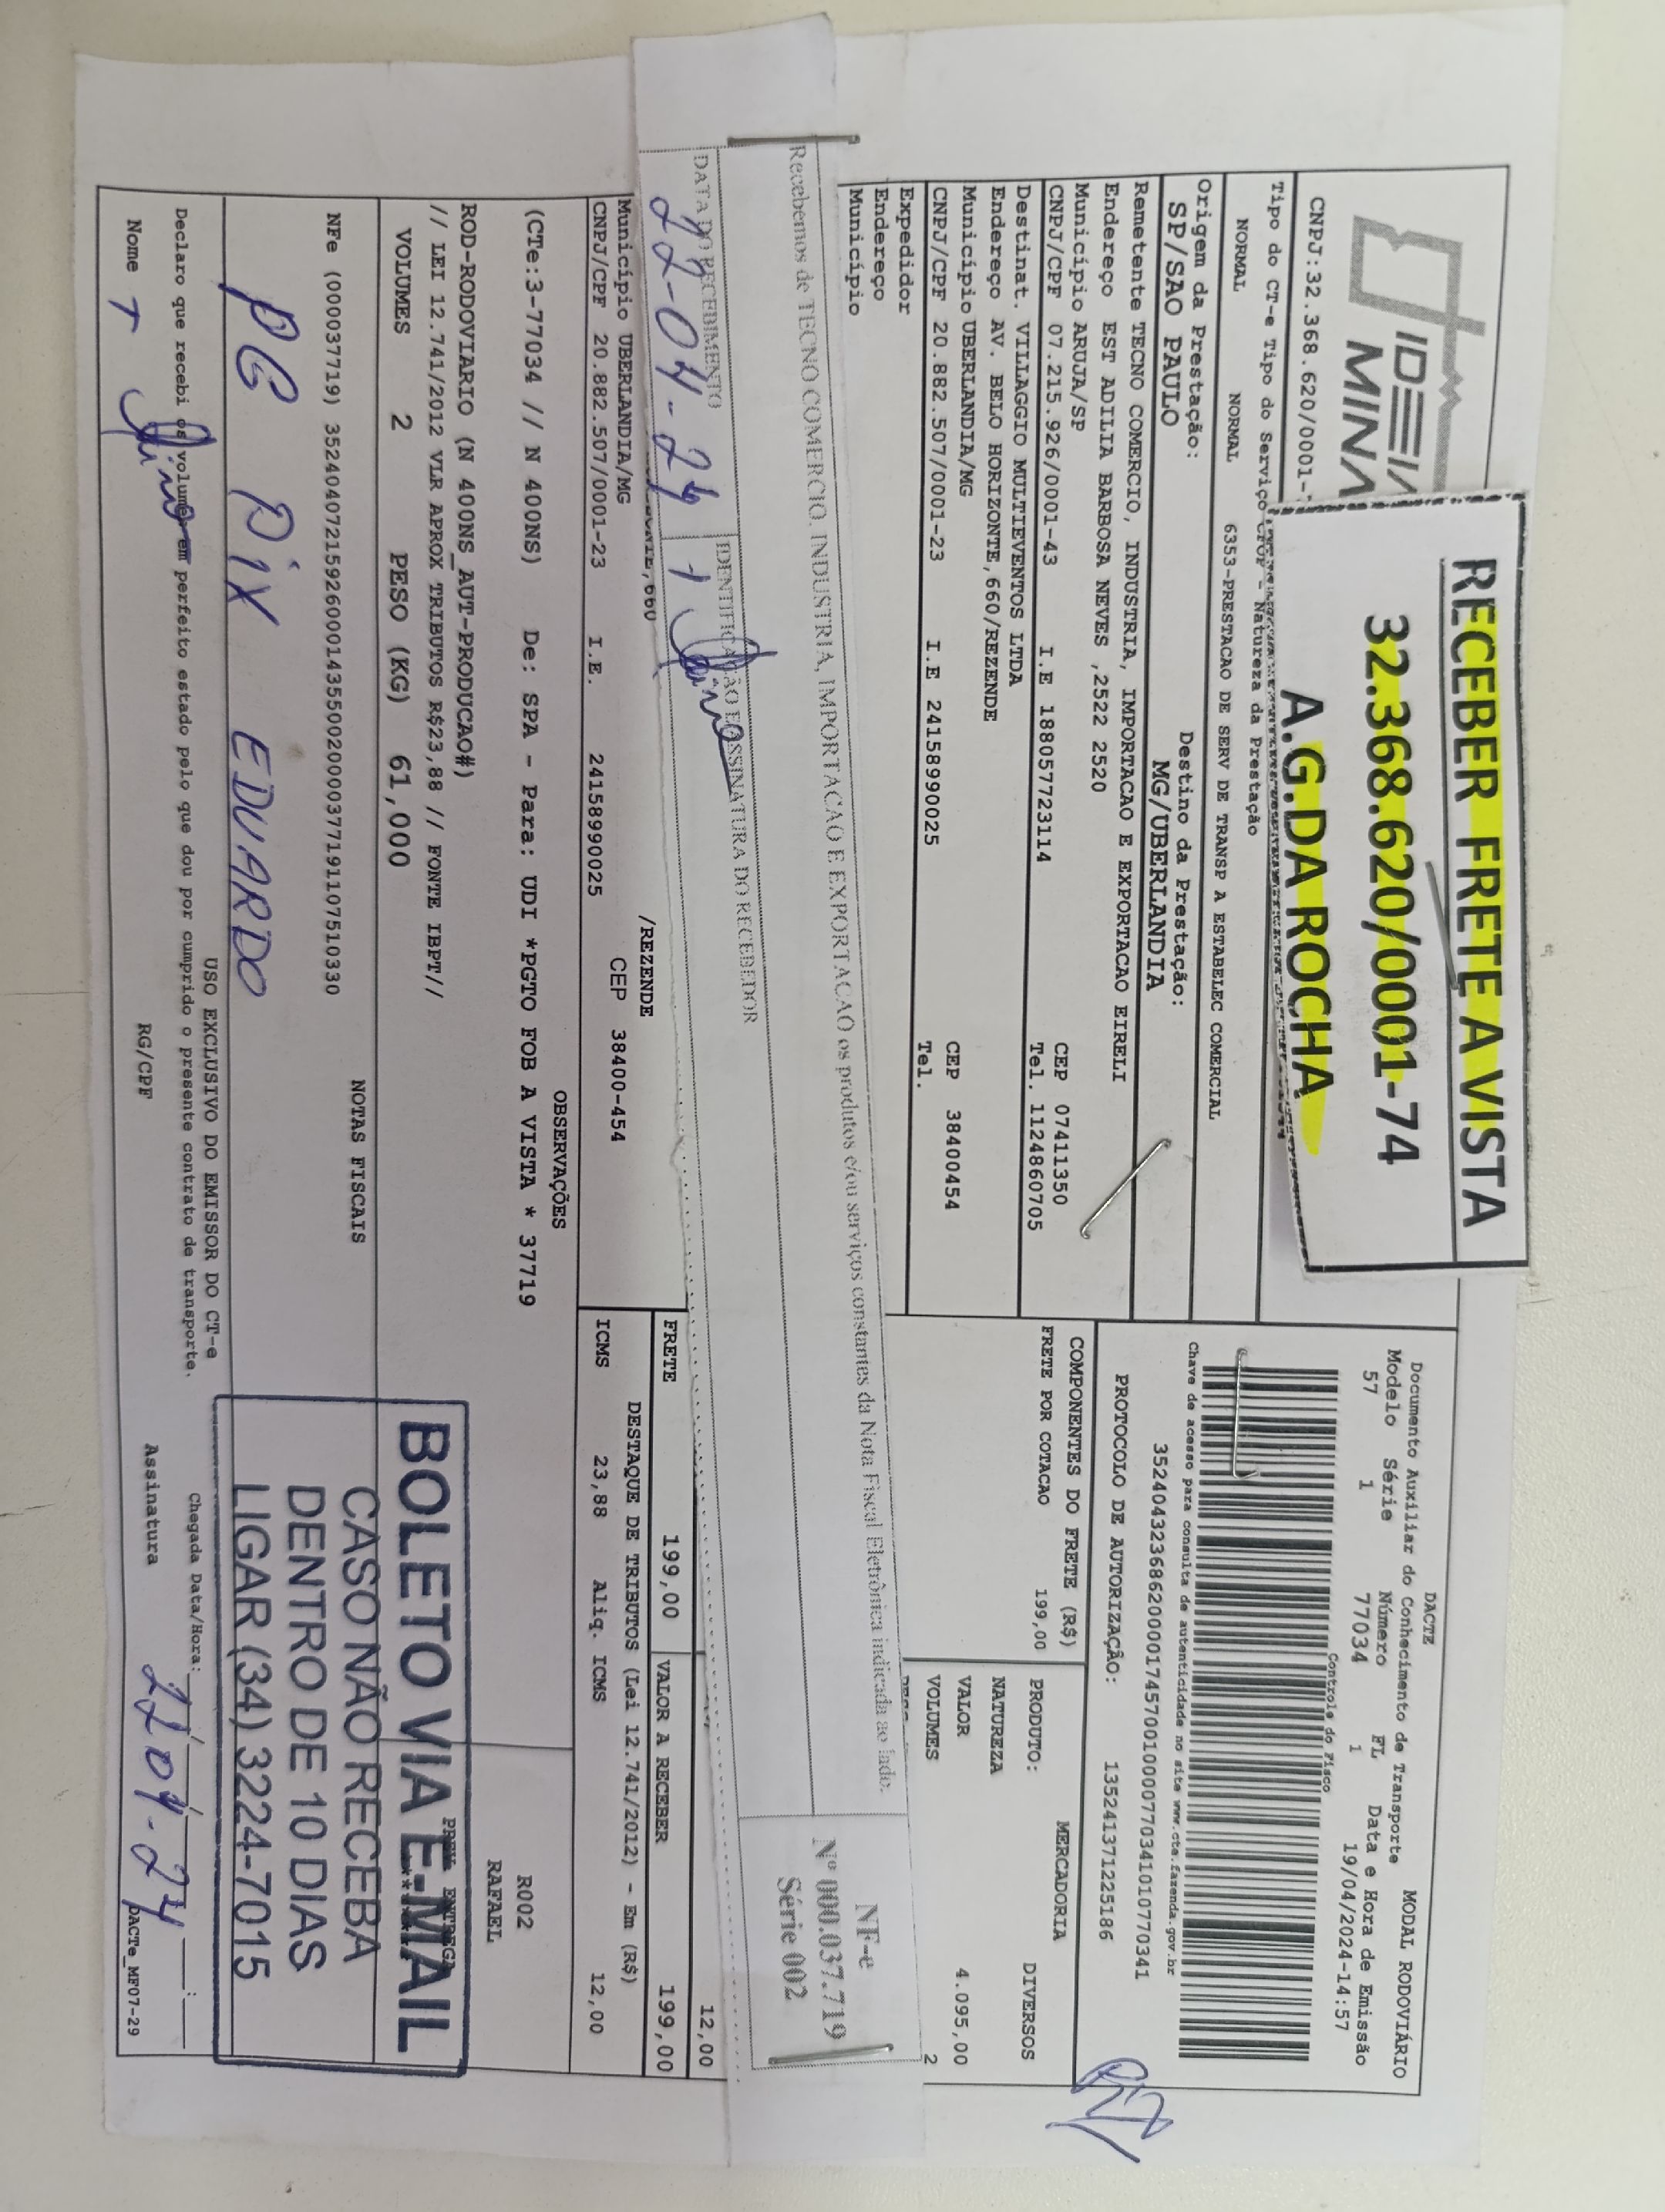 RECEBER FRETE A VISTA
32.368.620/0001-74
A.G.DA ROCHA
IDEIA
MINA
CNPJ:32.368.620/0001-
Tipo do CT-e Tipo do Serviço CFOP - Natureza da Prestação
NORMAL NORMAL 6353-PRESTACAO DE SERV DE TRANSP A ESTABELEC COMERCIAL
Origem da Prestação: Destino da Prestação:
SP/SAO PAULO MG/UBERLANDIA
Remetente TECNO COMERCIO, INDUSTRIA, IMPORTACAO E EXPORTACAO EIRELI
Endereço EST ADILIA BARBOSA NEVES ,2522 2520
Município ARUJA/SP CEP 07411350
CNPJ/CPF 07.215.926/0001-43 I.E 188057723114 Tel. 1124860705
Destinat. VILLAGGIO MULTIEVENTOS LTDA
Endereço AV. BELO HORIZONTE,660/REZENDE
Município UBERLANDIA/MG CEP 38400454
CNPJ/CPF 20.882.507/0001-23 I.E 24158990025 Tel.
Expedidor
Endereço
Município
DACTE
Documento Auxiliar do Conhecimento de Transporte MODAL RODOVIÁRIO
Modelo Série Número FL Data e Hora de Emissão
57 1 77034 1 19/04/2024-14:57
Controle do Fisco
Chave de acesso para consulta de autenticidade no site www.cte.fazenda.gov.br
35240432368620000174570010000770341010770341
PROTOCOLO DE AUTORIZAÇÃO: 135241371225186
COMPONENTES DO FRETE (R$) MERCADORIA
FRETE POR COTACAO 199,00
PRODUTO: DIVERSOS
NATUREZA
VALOR 4.095,00
VOLUMES 2
Recebemos de TECNO COMERCIO, INDUSTRIA, IMPORTACAO E EXPORTACAO os produtos e/ou serviços constantes da Nota Fiscal Eletrônica indicada ao lado.
NF-e
Nº 000.037.719
Série 002
DATA DO RECEBIMENTO IDENTIFICAÇÃO E ASSINATURA DO RECEBEDOR
22-04-24
12,00
,660 /REZENDE
Município UBERLANDIA/MG CEP 38400-454
CNPJ/CPF 20.882.507/0001-23 I.E. 24158990025
FRETE 199,00 VALOR A RECEBER 199,00
DESTAQUE DE TRIBUTOS (Lei 12.741/2012) - Em (R$)
ICMS 23,88 Aliq. ICMS 12,00
OBSERVAÇÕES
(CTe:3-77034 // N 400NS) De: SPA - Para: UDI *PGTO FOB A VISTA * 37719
R002
RAFAEL
ROD-RODOVIARIO (N 400NS_AUT-PRODUCAO#)
// LEI 12.741/2012 VLR APROX TRIBUTOS R$23,88 // FONTE IBPT//
PREV. ENTREGA
VOLUMES 2 PESO (KG) 61,000
NOTAS FISCAIS
NFe (000037719) 35240407215926000143550020000377191107510330
PG PIX EDUARDO
BOLETO VIA E-MAIL
CASO NÃO RECEBA
DENTRO DE 10 DIAS
LIGAR (34) 3224-7015
USO EXCLUSIVO DO EMISSOR DO CT-e
Declaro que recebi os volumes em perfeito estado pelo que dou por cumprido o presente contrato de transporte.
Chegada Data/Hora:
Nome RG/CPF Assinatura
22 04-24
DACTe_MF07-29